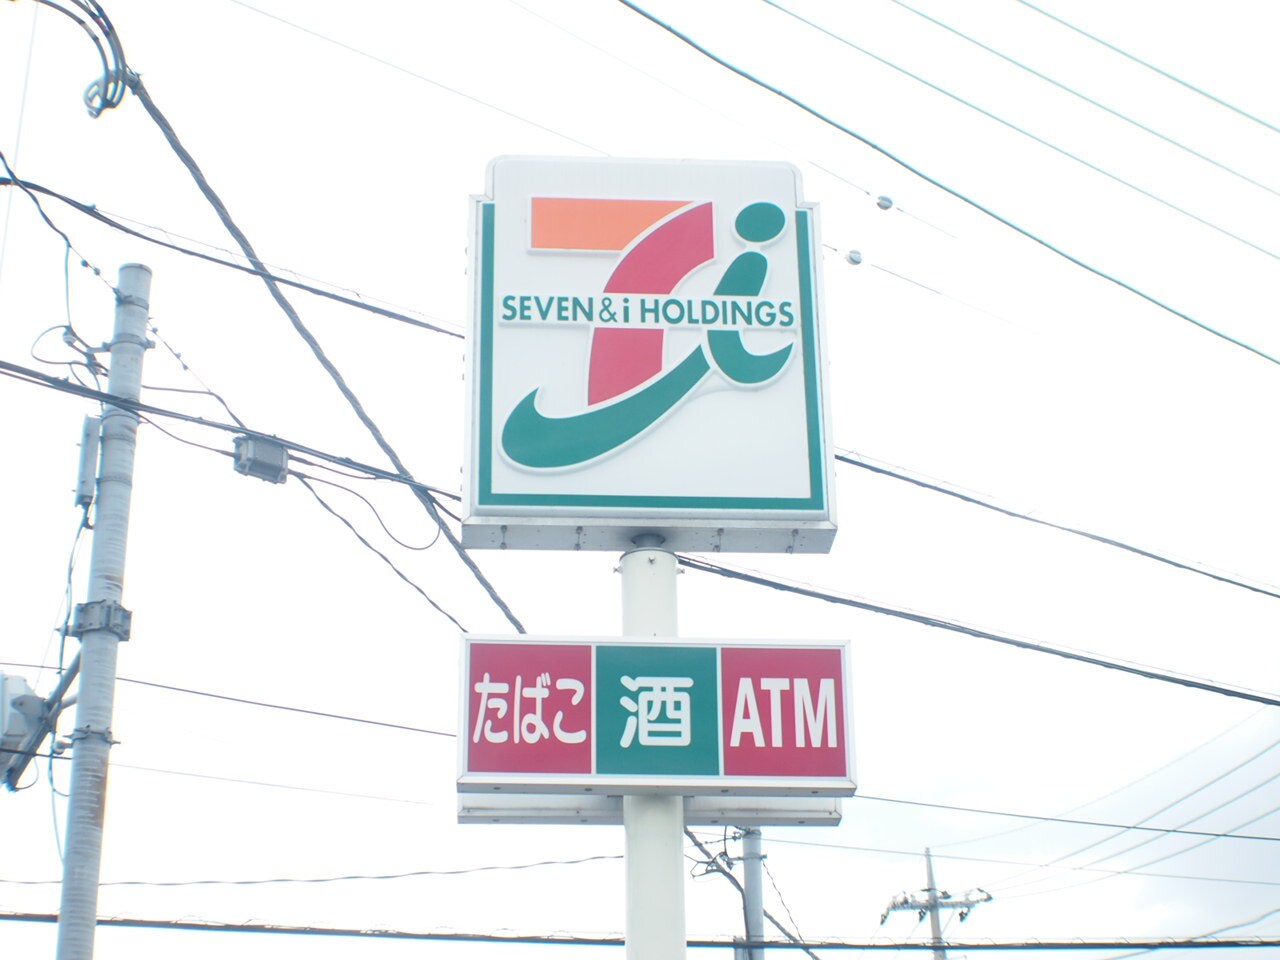 SEVEN & i HOLDINGS
たばこ 酒 ATM